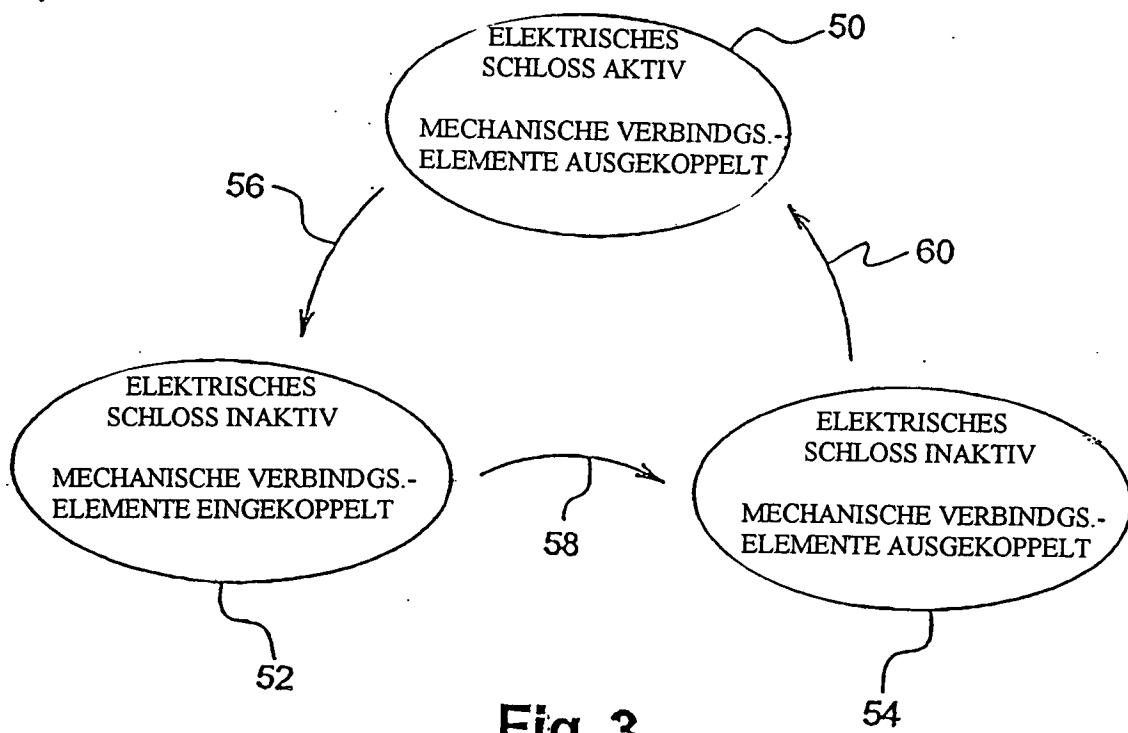 ELEKTRISCHES
SCHLOSS AKTIV
MECHANISCHE VERBINDGS.-
ELEMENTE AUSGEKOPPELT
50
56
60
ELEKTRISCHES
SCHLOSS INAKTIV
MECHANISCHE VERBINDGS.-
ELEMENTE EINGEKOPPELT
52
58
ELEKTRISCHES
SCHLOSS INAKTIV
MECHANISCHE VERBINDGS.-
ELEMENTE AUSGEKOPPELT
54
Fig. 3